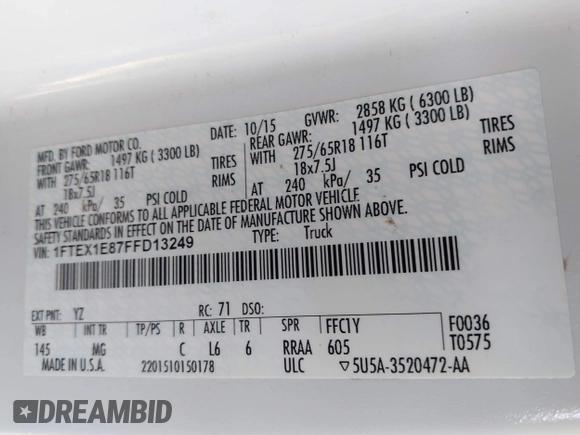 MFD. BY FORD MOTOR CO.
DATE: 10/15
GVWR: 2858 KG ( 6300 LB)
FRONT GAWR: 1497 KG ( 3300 LB)
REAR GAWR: 1497 KG ( 3300 LB)
WITH 275/65R18 116T TIRES
WITH 275/65R18 116T TIRES
18x7.5J RIMS
18x7.5J RIMS
AT 240 kPa/ 35 PSI COLD
AT 240 kPa/ 35 PSI COLD
THIS VEHICLE CONFORMS TO ALL APPLICABLE FEDERAL MOTOR VEHICLE
SAFETY STANDARDS IN EFFECT ON THE DATE OF MANUFACTURE SHOWN ABOVE.
VIN: 1FTEX1E87FFD13249
TYPE: Truck
EXT PNT: YZ RC: 71 DSO:
WB INT TR TP/PS R AXLE TR SPR FFC1Y F0036
145 MG C L6 6 RRAA 605 T0575
2201510150178 ULC ▽5U5A-3520472-AA
DREAMBID